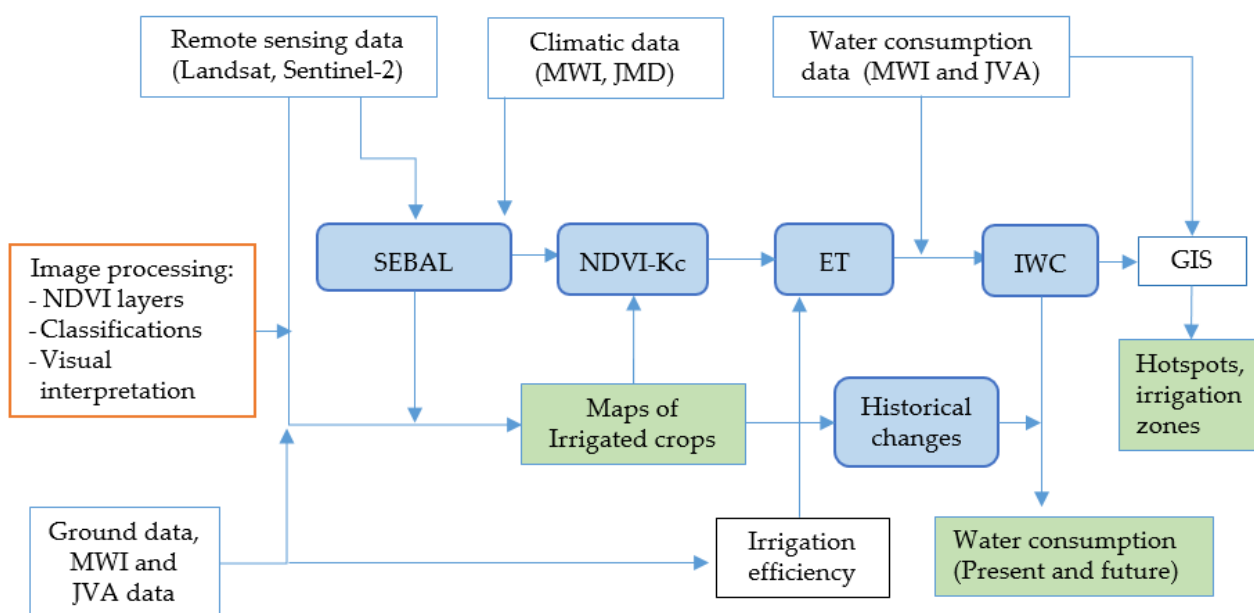 Remote sensing data
(Landsat, Sentinel-2)
Climatic data
(MWI, JMD)
Water consumption
data (MWI and JVA)
SEBAL
NDVI-Kc
ET
IWC
GIS
Image processing:
- NDVI layers
- Classifications
- Visual
interpretation
Maps of
Irrigated crops
Historical
changes
Hotspots,
irrigation
zones
Ground data,
MWI and
JVA data
Irrigation
efficiency
Water consumption
(Present and future)